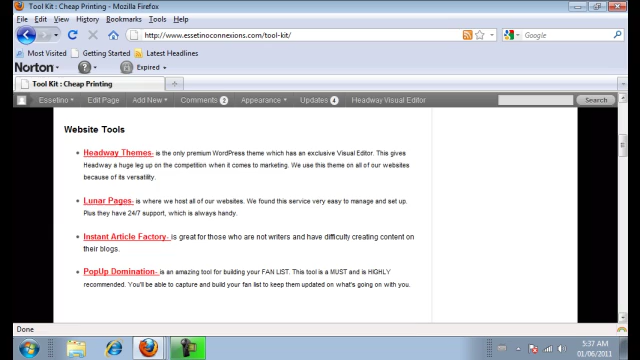 Tool Kit : Cheap Printing - Mozilla Firefox
File Edit View History Bookmarks Tools Help
http://www.essetinoconnexions.com/tool-kit/
Google
Most Visited Getting Started Latest Headlines
Norton Expired
Tool Kit : Cheap Printing
Essetino Edit Page Add New Comments 2 Appearance Updates 4 Headway Visual Editor Search
Website Tools
Headway Themes- is the only premium WordPress theme which has an exclusive Visual Editor. This gives
Headway a huge leg up on the competition when it comes to marketing. We use this theme on all of our websites
because of its versatility.
Lunar Pages- is where we host all of our websites. We found this service very easy to manage and set up.
Plus they have 24/7 support, which is always handy.
Instant Article Factory- is great for those who are not writers and have difficulty creating content on
their blogs.
PopUp Domination- is an amazing tool for building your FAN LIST. This tool is a MUST and is HIGHLY
recommended. You'll be able to capture and build your fan list to keep them updated on what's going on with you.
Done
5:37 AM
01/06/2011